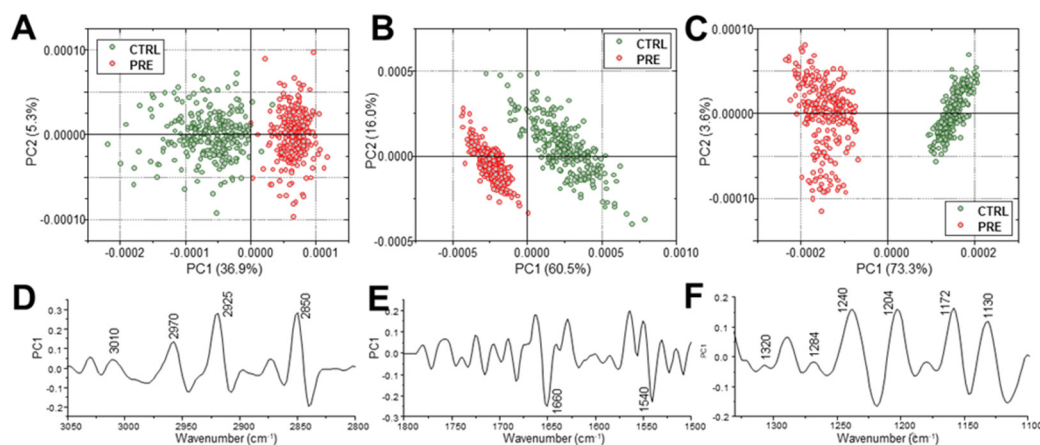 A
CTRL
PRE
PC2 (5.3%)
0.00010
0.00000
-0.00010
-0.0002
-0.0001
0.0000
0.0001
PC1 (36.9%)
B
CTRL
PRE
PC2 (16.0%)
0.0005
0.0000
-0.0005
-0.0005
0.0000
0.0005
0.0010
PC1 (60.5%)
C
CTRL
PRE
PC2 (3.6%)
0.00010
0.00000
-0.00010
-0.0002
0.0000
0.0002
PC1 (73.3%)
D
PC1
0.3
0.2
0.1
0.0
-0.1
-0.2
3010
2970
2925
2850
3050
3000
2950
2900
2850
2800
Wavenumber (cm-1)
E
PC1
0.3
0.2
0.1
0.0
-0.1
-0.2
-0.3
1660
1540
1800
1700
1600
1500
Wavenumber (cm-1)
F
PC1
0.2
0.1
0.0
-0.1
-0.2
1320
1284
1240
1204
1172
1130
1300
1250
1200
1150
1100
Wavenumber (cm-1)